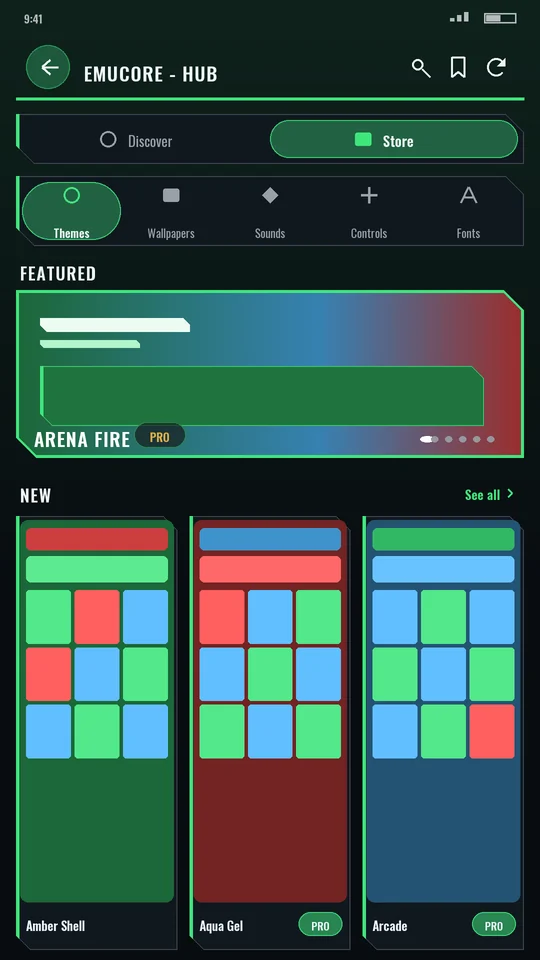 9:41
EMUCORE - HUB
Discover
Store
Themes
Wallpapers
Sounds
Controls
Fonts
FEATURED
ARENA FIRE
PRO
NEW
See all
Amber Shell
Aqua Gel
PRO
Arcade
PRO